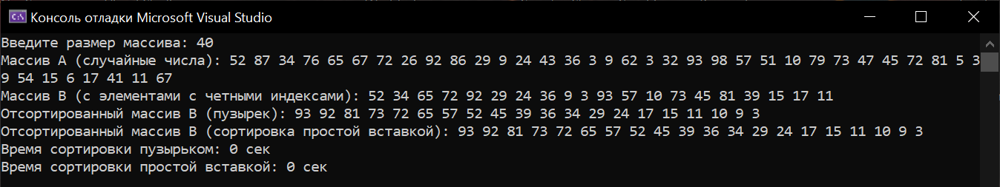 Консоль отладки Microsoft Visual Studio
Введите размер массива: 40
Массив A (случайные числа): 52 87 34 76 65 67 72 26 92 86 29 9 24 43 36 3 9 62 3 32 93 98 57 51 10 79 73 47 45 72 81 5 3
9 54 15 6 17 41 11 67
Массив B (с элементами с четными индексами): 52 34 65 72 92 29 24 36 9 3 93 57 10 73 45 81 39 15 17 11
Отсортированный массив B (пузырек): 93 92 81 73 72 65 57 52 45 39 36 34 29 24 17 15 11 10 9 3
Отсортированный массив B (сортировка простой вставкой): 93 92 81 73 72 65 57 52 45 39 36 34 29 24 17 15 11 10 9 3
Время сортировки пузырьком: 0 сек
Время сортировки простой вставкой: 0 сек